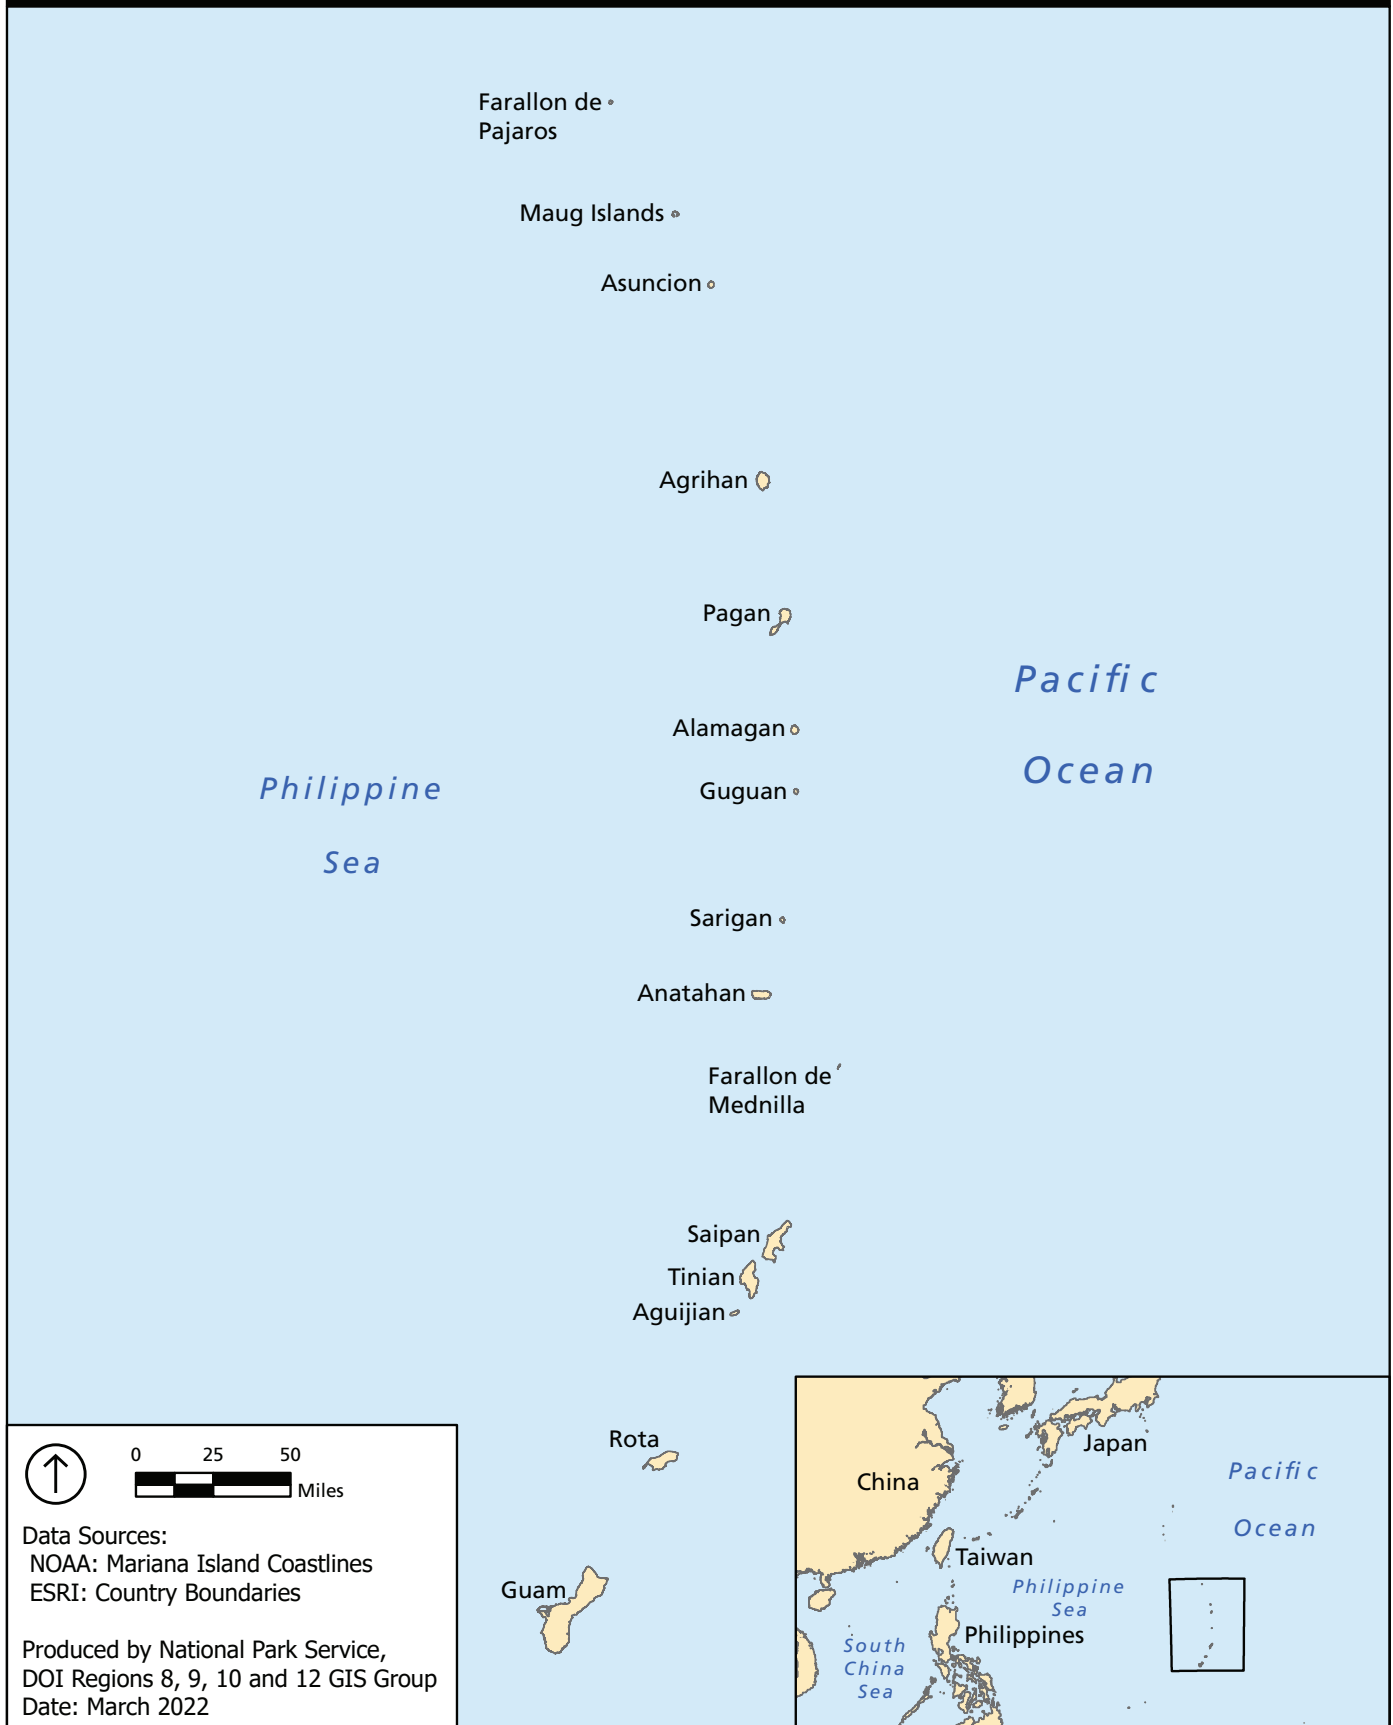 Farallon de
Pajaros
Maug Islands
Asuncion
Agrihan
Pagan
Pacific
Ocean
Alamagan
Guguan
Philippine
Sea
Sarigan
Anatahan
Farallon de
Mednilla
Saipan
Tinian
Aguijian
Rota
Guam
0 25 50
Miles
Data Sources:
NOAA: Mariana Island Coastlines
ESRI: Country Boundaries
Produced by National Park Service,
DOI Regions 8, 9, 10 and 12 GIS Group
Date: March 2022
Japan
China
Pacific
Ocean
Taiwan
Philippine
Sea
Philippines
South
China
Sea